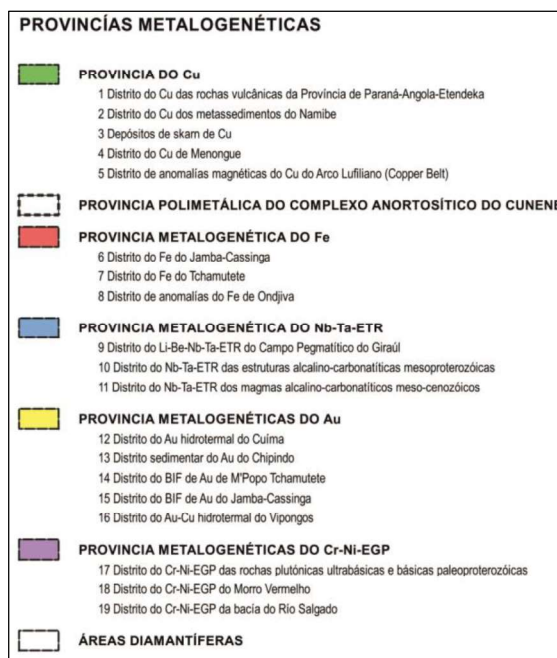 PROVINCÍAS METALOGENÉTICAS
PROVINCIA DO Cu
1 Distrito do Cu das rochas vulcânicas da Província de Paraná-Angola-Etendeka
2 Distrito do Cu dos metassedimentos do Namibe
3 Depósitos de skarn de Cu
4 Distrito do Cu de Menongue
5 Distrito de anomalías magnéticas do Cu do Arco Lufiliano (Copper Belt)
PROVINCIA POLIMETÁLICA DO COMPLEXO ANORTOSÍTICO DO CUNENE
PROVINCIA METALOGENÉTICA DO Fe
6 Distrito do Fe do Jamba-Cassinga
7 Distrito do Fe do Tchamutete
8 Distrito de anomalías do Fe de Ondjiva
PROVINCIA METALOGENÉTICA DO Nb-Ta-ETR
9 Distrito do Li-Be-Nb-Ta-ETR do Campo Pegmatítico do Giraúl
10 Distrito do Nb-Ta-ETR das estruturas alcalino-carbonatíticas mesoproterozóicas
11 Distrito do Nb-Ta-ETR dos magmas alcalino-carbonatíticos meso-cenozóicos
PROVINCIA METALOGENÉTICAS DO Au
12 Distrito do Au hidrotermal do Cuíma
13 Distrito sedimentar do Au do Chipindo
14 Distrito do BIF de Au de M'Popo Tchamutete
15 Distrito do BIF de Au do Jamba-Cassinga
16 Distrito do Au-Cu hidrotermal do Vipongos
PROVINCIA METALOGENÉTICAS DO Cr-Ni-EGP
17 Distrito do Cr-Ni-EGP das rochas plutónicas ultrabásicas e básicas paleoproterozóicas
18 Distrito do Cr-Ni-EGP do Morro Vermelho
19 Distrito do Cr-Ni-EGP da bacía do Río Salgado
ÁREAS DIAMANTÍFERAS